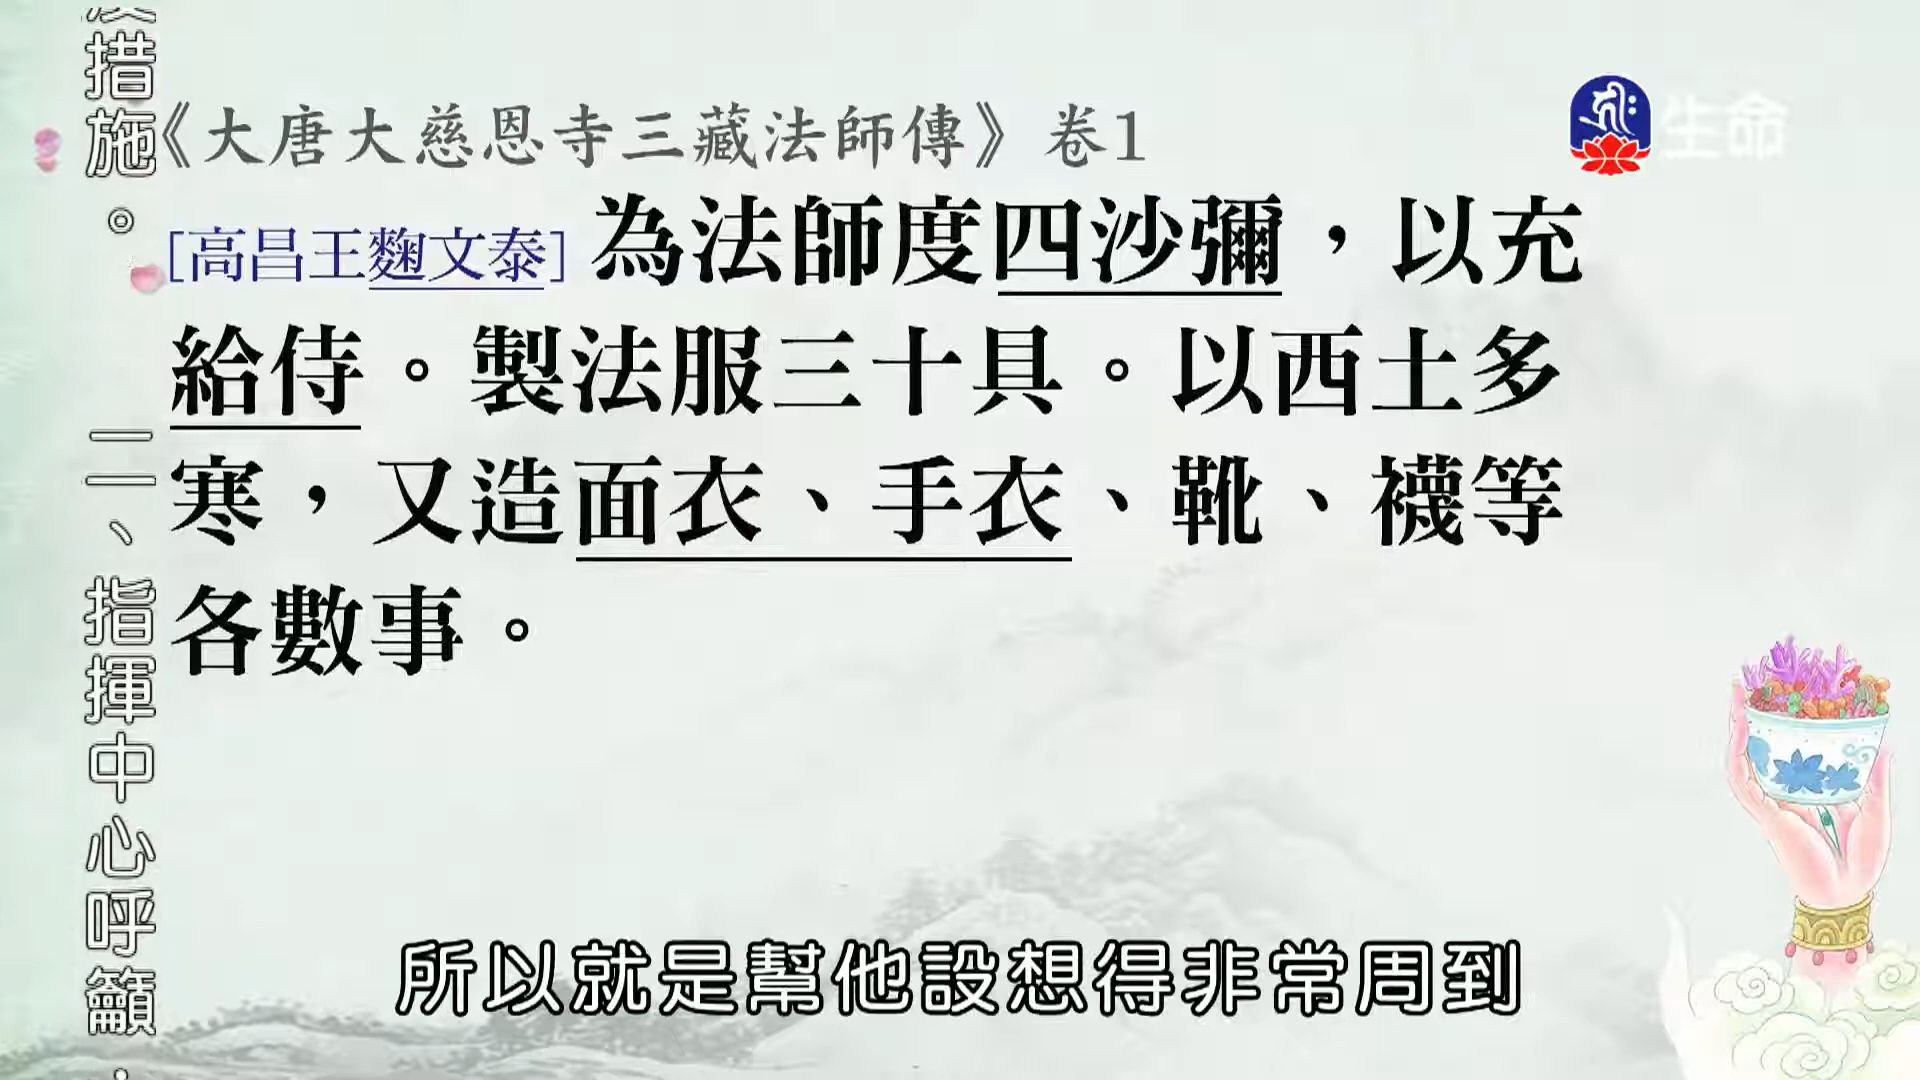 《大唐大慈恩寺三藏法師傳》卷1
[高昌王麴文泰] 為法師度四沙彌，以充
給侍。製法服三十具。以西土多
寒，又造面衣、手衣、靴、襪等
各數事。
所以就是幫他設想得非常周到
措施。 二、指揮中心呼籲
生命